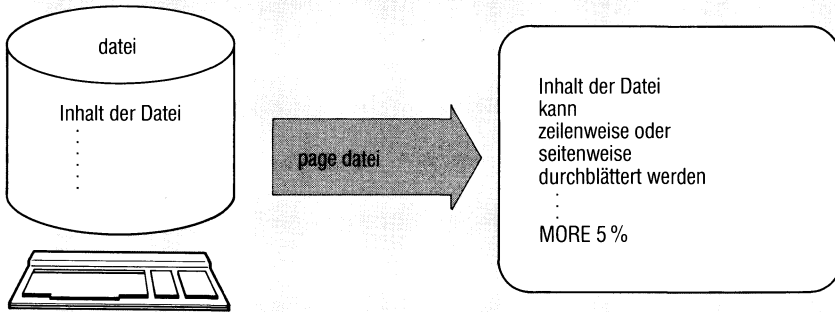 datei
Inhalt der Datei
.
.
.
.
.
.
page datei
Inhalt der Datei
kann
zeilenweise oder
seitenweise
durchblättert werden
.
.
.
MORE 5 %